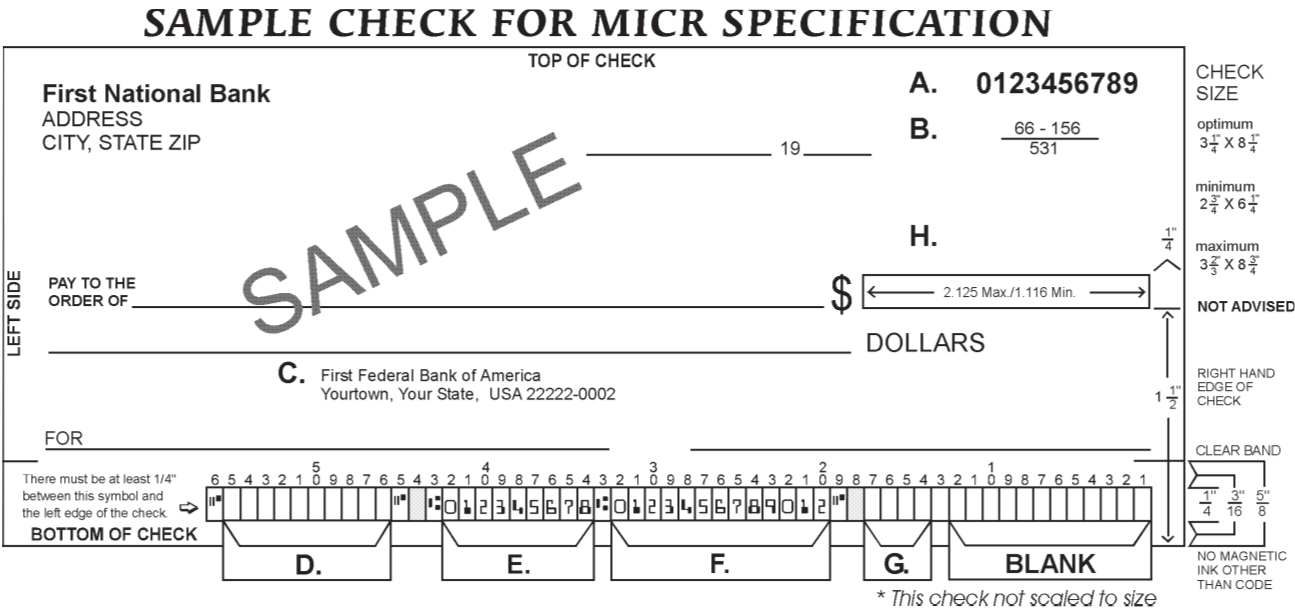 SAMPLE CHECK FOR MICR SPECIFICATION
TOP OF CHECK
First National Bank
ADDRESS
CITY, STATE ZIP
A. 0123456789
B. 66 - 156
531
19
SAMPLE
H.
PAY TO THE
ORDER OF
$
2.125 Max./1.116 Min.
DOLLARS
C. First Federal Bank of America
Yourtown, Your State, USA 22222-0002
FOR
LEFT SIDE
CHECK
SIZE
optimum
3 1/4" X 8 1/4"
minimum
2 3/4" X 6 1/4"
maximum
3 2/3" X 8 3/4"
NOT ADVISED
1/4"
1 1/2"
RIGHT HAND
EDGE OF
CHECK
CLEAR BAND
1/4" 3/16" 5/8"
NO MAGNETIC
INK OTHER
THAN CODE
There must be at least 1/4"
between this symbol and
the left edge of the check.
BOTTOM OF CHECK
5 4 3 2 1
6 5 4 3 2 1 0 9 8 7 6 5 4 3 2 1 0 9 8 7 6 5 4 3 2 1 0 9 8 7 6 5 4 3 2 1 0 9 8 7 6 5 4 3 2 1 0 9 8 7 6 5 4 3 2 1
⑈ ⑆012345678⑆0123456789012⑈
D. E. F. G. BLANK
* This check not scaled to size